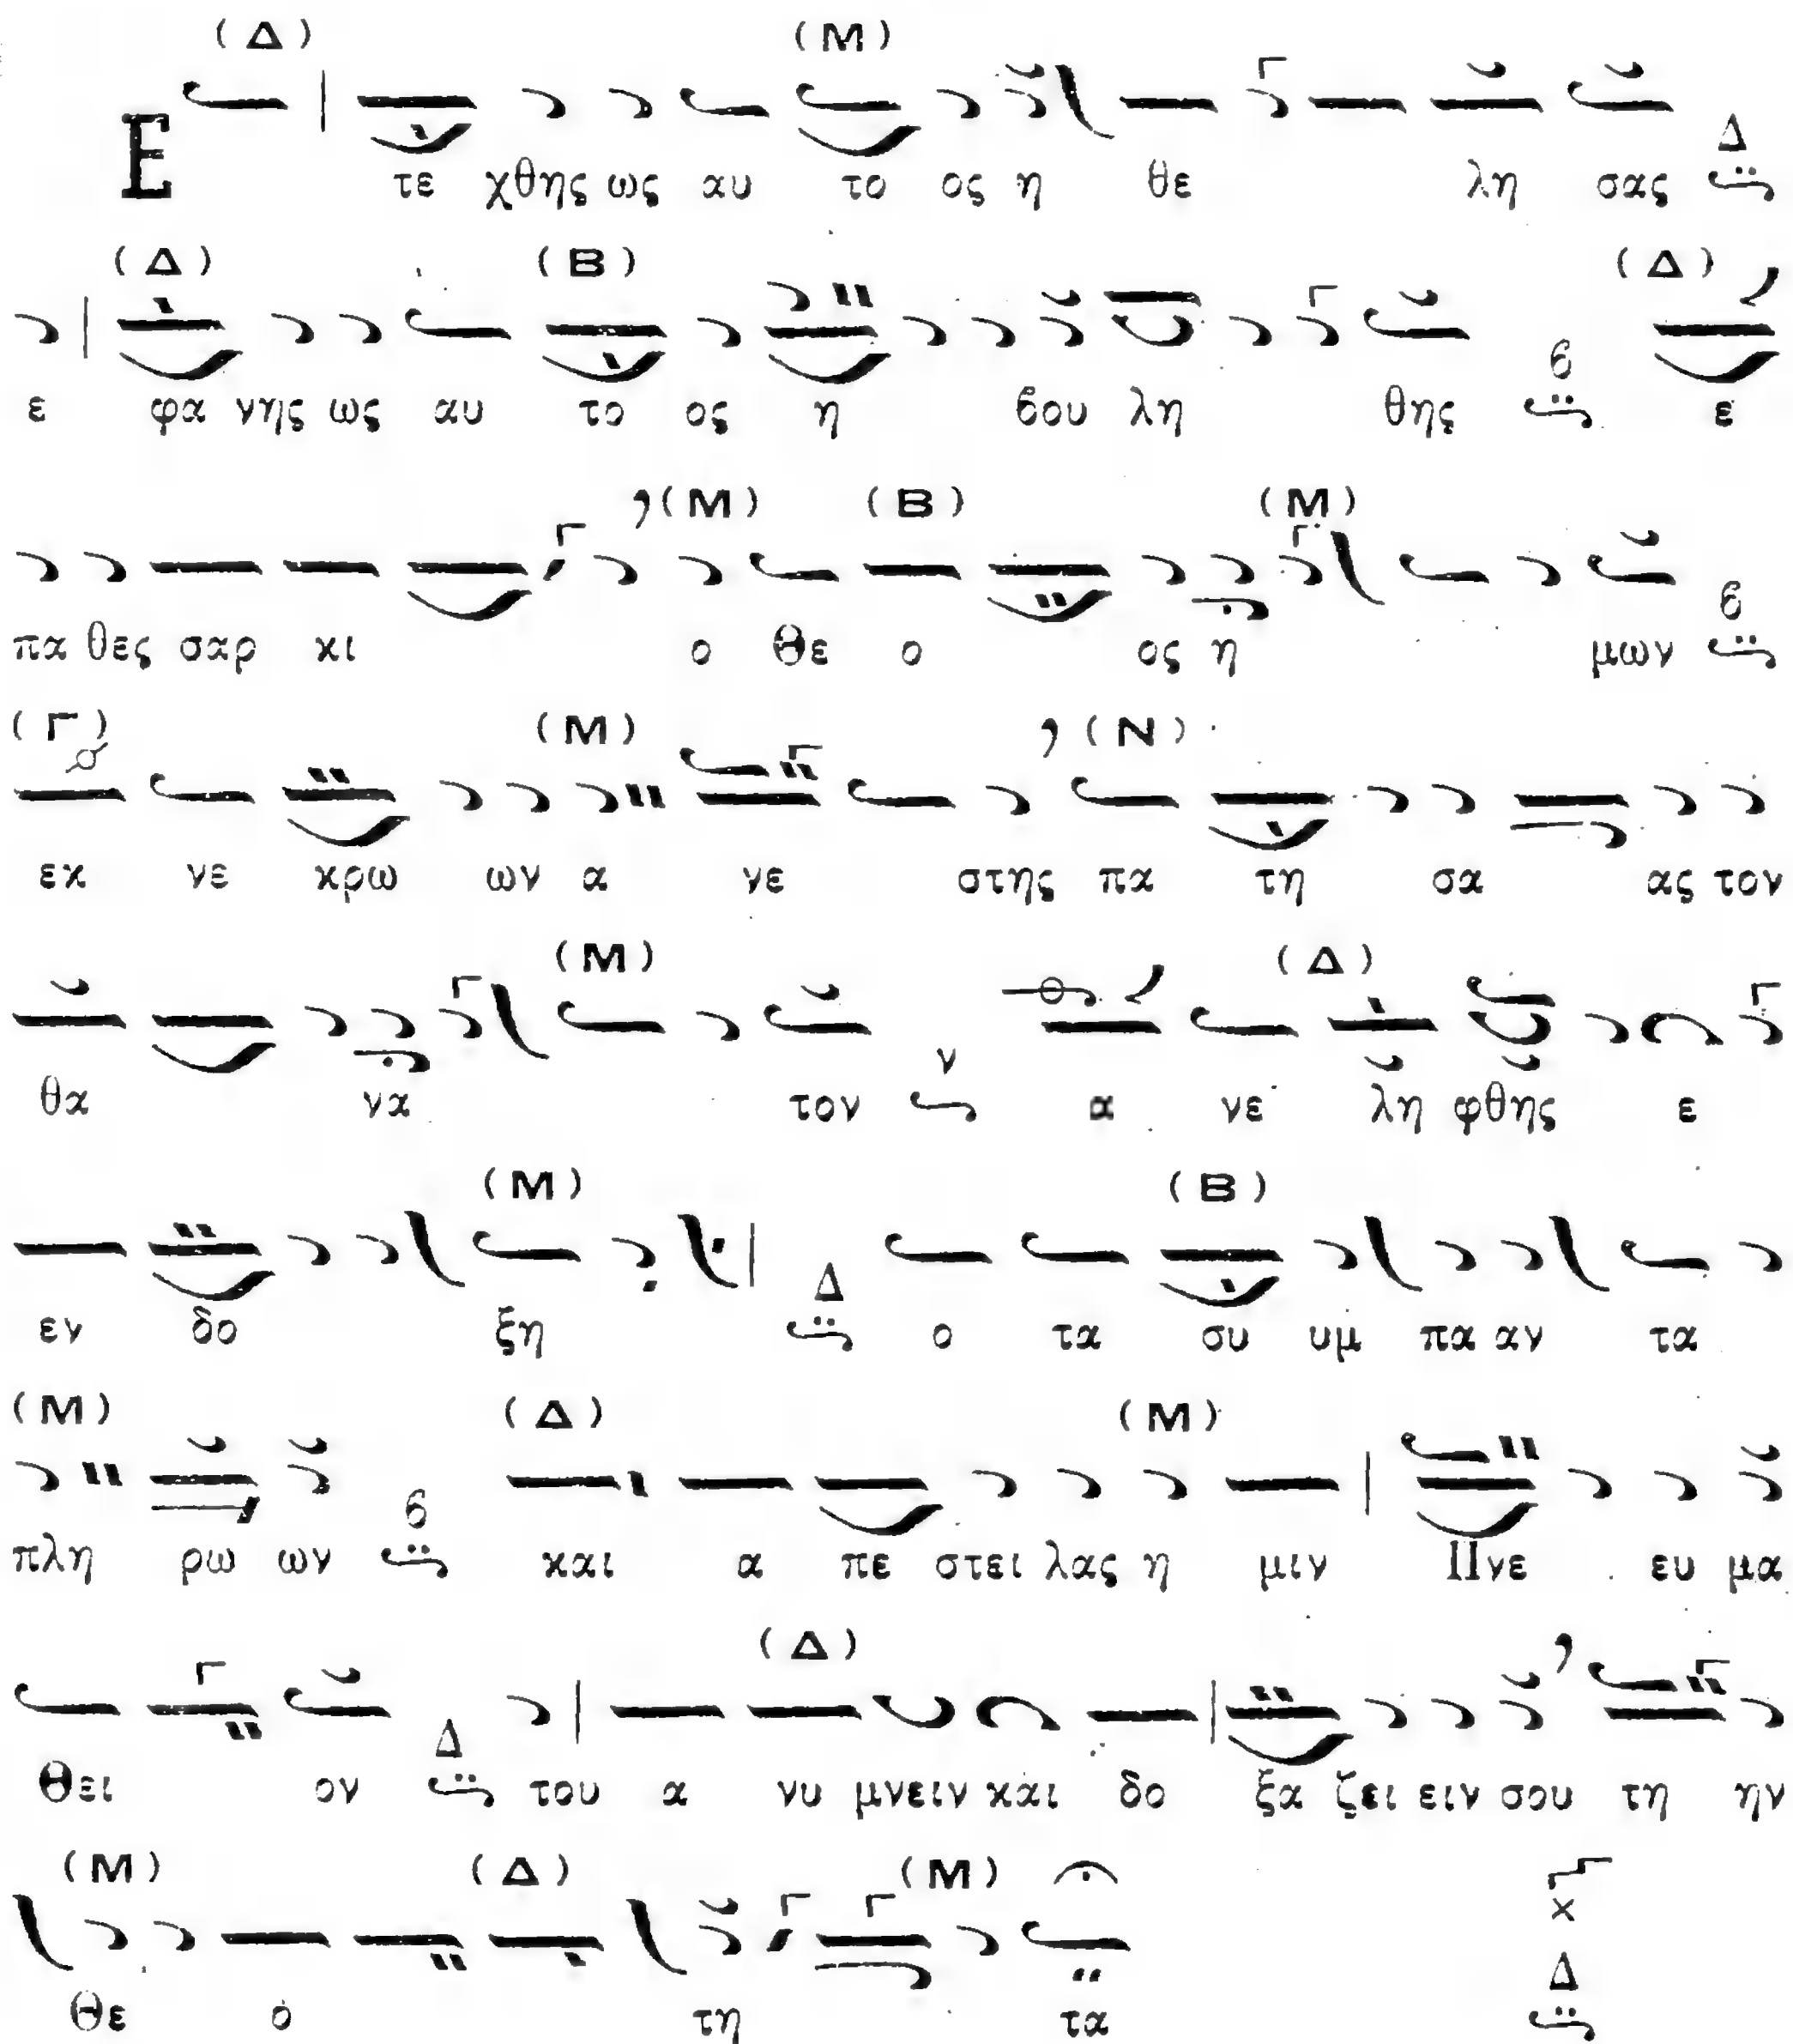 (Δ) (Μ)
Ε τε χθης ως αυ το ος η θε λη σας Δ
(Δ) (Β) (Δ)
ε φα νης ως αυ το ος η βου λη θης β ε
(Μ) (Β) (Μ)
πα θες σαρ κι ο Θε ο ος η μων β
(Γ) (Μ) (Ν)
εκ νε κρω ων α νε στης πα τη σα ας τον
(Μ) (Δ)
θα να τον ν α νε λη φθης ε
(Μ) (Β)
εν δο ξη Δ ο τα συ υμ πα αν τα
(Μ) (Δ) (Μ)
πλη ρω ων β και α πε στει λας η μιν Πνε ευ μα
(Δ)
Θει ον Δ του α νυ μνειν και δο ξα ζει ειν σου τη ην
(Μ) (Δ) (Μ)
Θε ο τη τα Δ